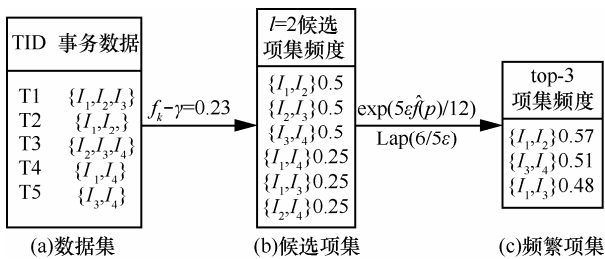 TID 事务数据
T1 {I₁,I₂,I₃}
T2 {I₁,I₂,}
T3 {I₂,I₃,I₄}
T4 {I₁,I₄}
T5 {I₃,I₄}
(a)数据集
fₖ−γ=0.23
l=2候选
项集频度
{I₁,I₂}0.5
{I₂,I₃}0.5
{I₃,I₄}0.5
{I₁,I₄}0.25
{I₁,I₃}0.25
{I₂,I₄}0.25
(b)候选项集
exp(5εf̂(p)/12)
Lap(6/5ε)
top-3
项集频度
{I₁,I₂}0.57
{I₃,I₄}0.51
{I₁,I₃}0.48
(c)频繁项集